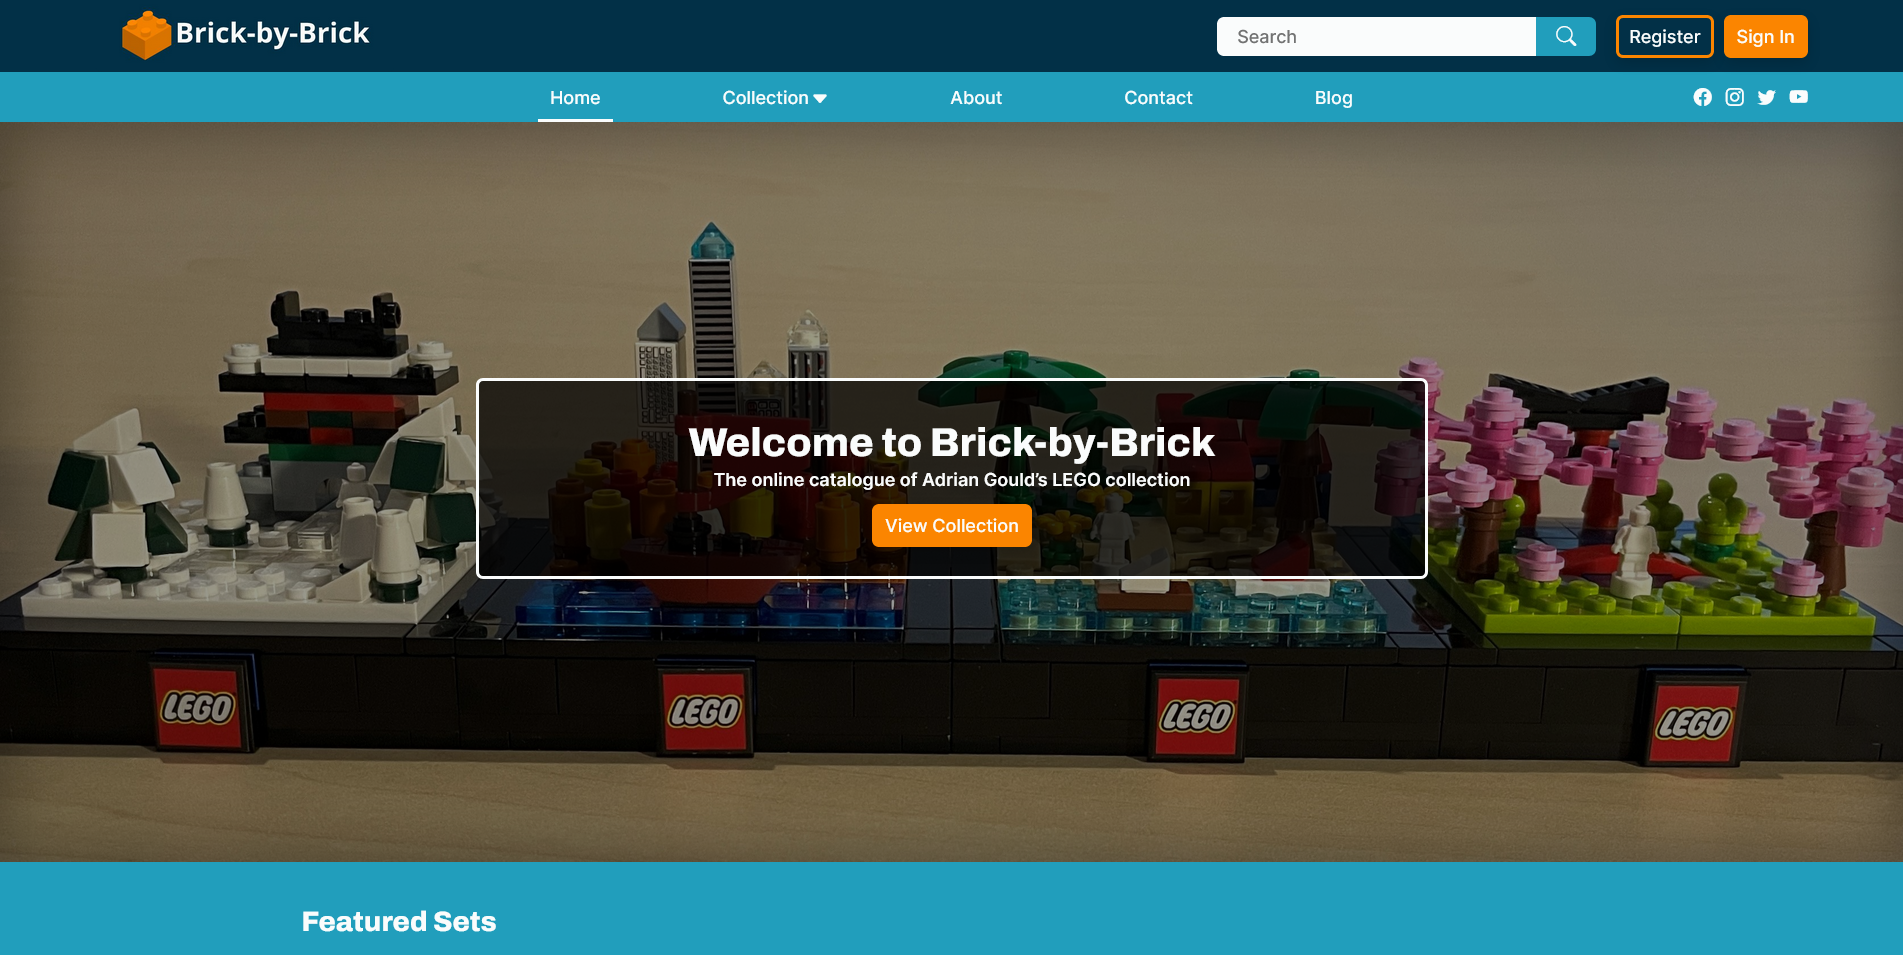 Brick-by-Brick
Search
Register
Sign In
Home
Collection
About
Contact
Blog
Welcome to Brick-by-Brick
The online catalogue of Adrian Gould's LEGO collection
View Collection
LEGO
LEGO
LEGO
LEGO
Featured Sets